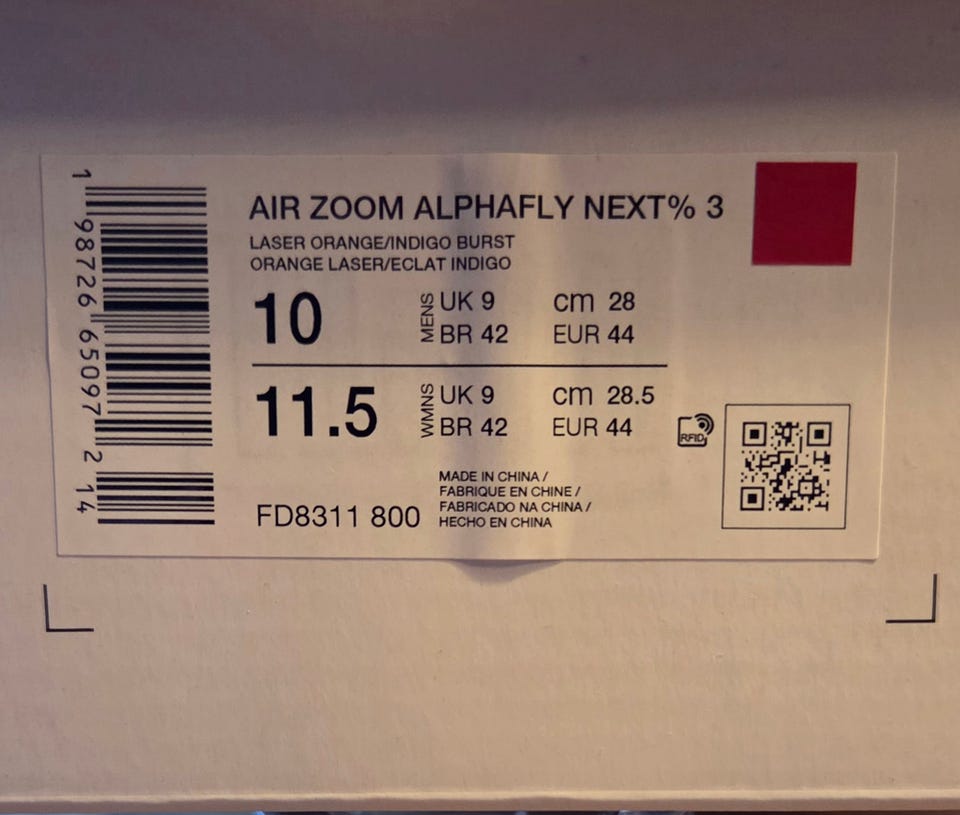 1 98726 65097 2 14
AIR ZOOM ALPHAFLY NEXT% 3
LASER ORANGE/INDIGO BURST
ORANGE LASER/ECLAT INDIGO
10 MENS UK 9 cm 28
BR 42 EUR 44
11.5 WMNS UK 9 cm 28.5
BR 42 EUR 44
RFID
FD8311 800
MADE IN CHINA /
FABRIQUE EN CHINE /
FABRICADO NA CHINA /
HECHO EN CHINA